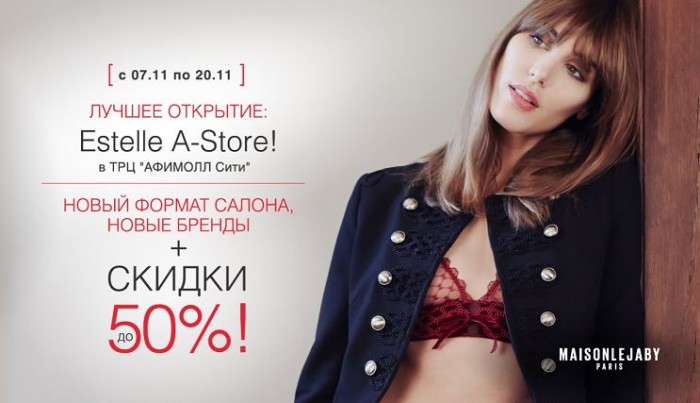 [ с 07.11 по 20.11 ]
ЛУЧШЕЕ ОТКРЫТИЕ:
Estelle A-Store!
в ТРЦ "АФИМОЛЛ Сити"
НОВЫЙ ФОРМАТ САЛОНА,
НОВЫЕ БРЕНДЫ
+
СКИДКИ
до 50%!
MAISONLEJABY
PARIS